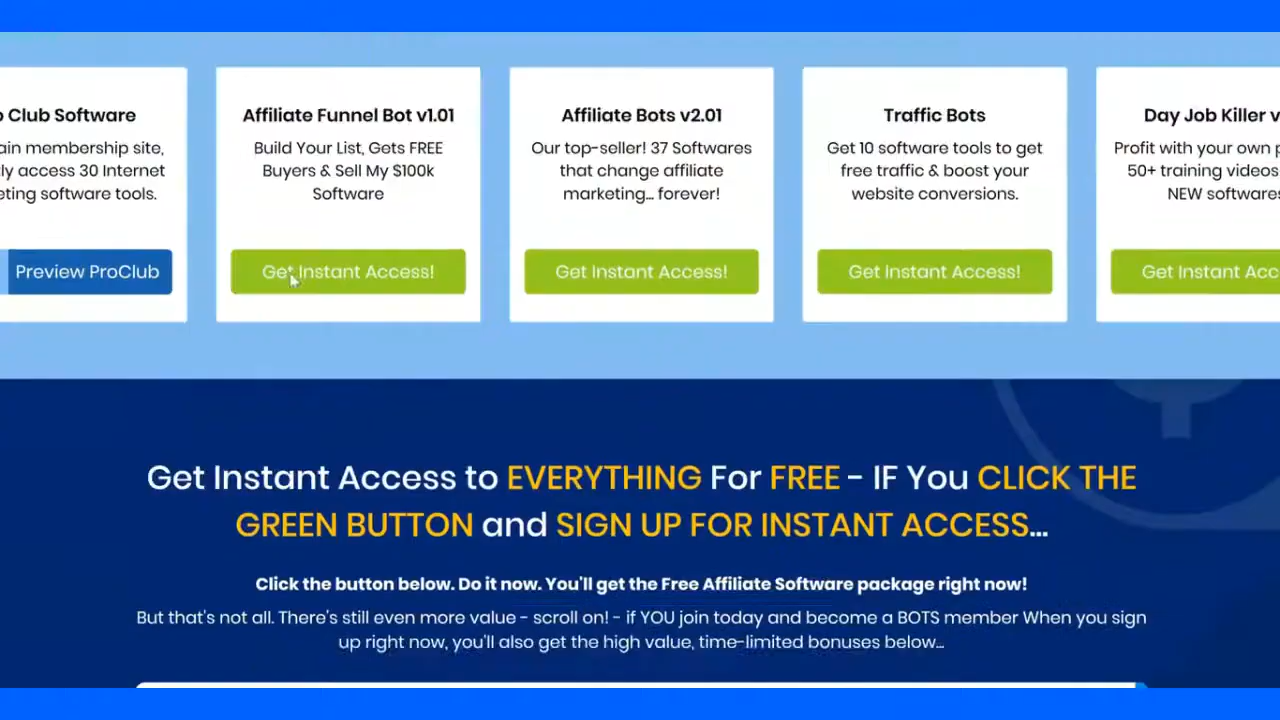 o Club Software
ain membership site,
ly access 30 Internet
eting software tools.
Preview ProClub
Affiliate Funnel Bot v1.01
Build Your List, Gets FREE
Buyers & Sell My $100k
Software
Get Instant Access!
Affiliate Bots v2.01
Our top-seller! 37 Softwares
that change affiliate
marketing... forever!
Get Instant Access!
Traffic Bots
Get 10 software tools to get
free traffic & boost your
website conversions.
Get Instant Access!
Day Job Killer v
Profit with your own p
50+ training videos
NEW softwares
Get Instant Acc
Get Instant Access to EVERYTHING For FREE - IF You CLICK THE
GREEN BUTTON and SIGN UP FOR INSTANT ACCESS...
Click the button below. Do it now. You'll get the Free Affiliate Software package right now!
But that's not all. There's still even more value - scroll on! - if YOU join today and become a BOTS member When you sign
up right now, you'll also get the high value, time-limited bonuses below...